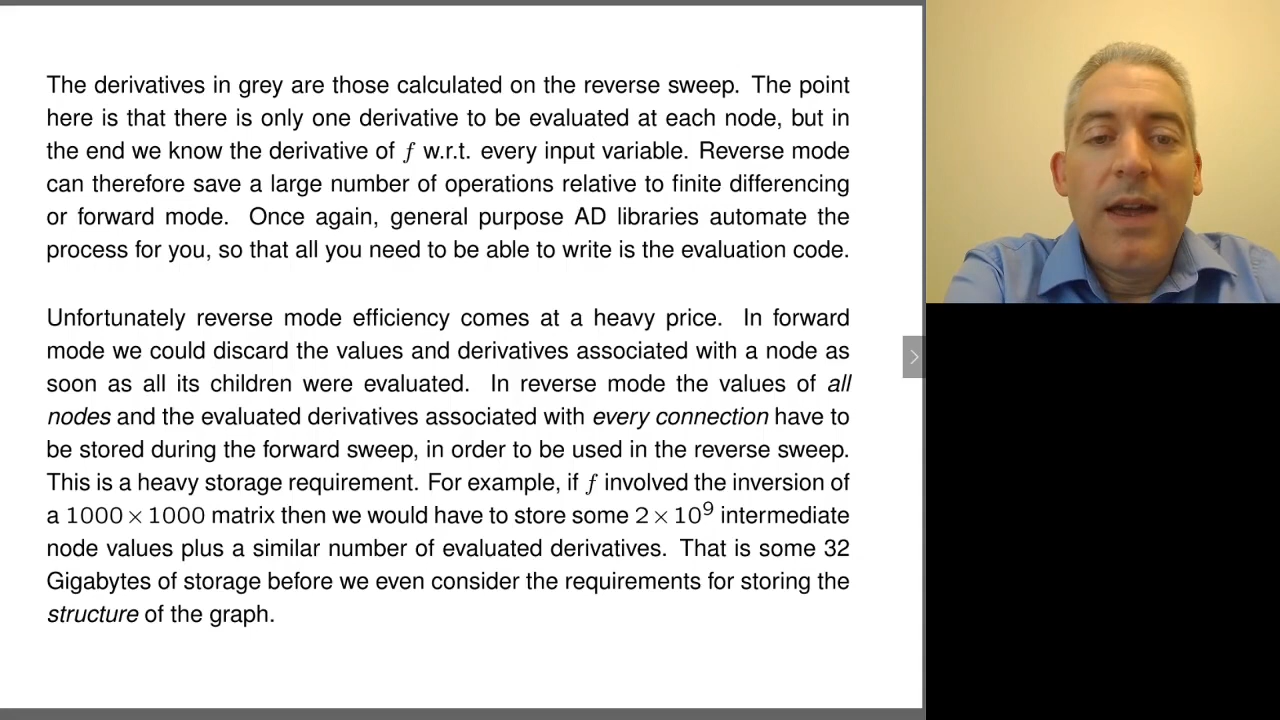 The derivatives in grey are those calculated on the reverse sweep. The point
here is that there is only one derivative to be evaluated at each node, but in
the end we know the derivative of f w.r.t. every input variable. Reverse mode
can therefore save a large number of operations relative to finite differencing
or forward mode. Once again, general purpose AD libraries automate the
process for you, so that all you need to be able to write is the evaluation code.
Unfortunately reverse mode efficiency comes at a heavy price. In forward
mode we could discard the values and derivatives associated with a node as
soon as all its children were evaluated. In reverse mode the values of all
nodes and the evaluated derivatives associated with every connection have to
be stored during the forward sweep, in order to be used in the reverse sweep.
This is a heavy storage requirement. For example, if f involved the inversion of
a 1000 × 1000 matrix then we would have to store some 2 × 10⁹ intermediate
node values plus a similar number of evaluated derivatives. That is some 32
Gigabytes of storage before we even consider the requirements for storing the
structure of the graph.